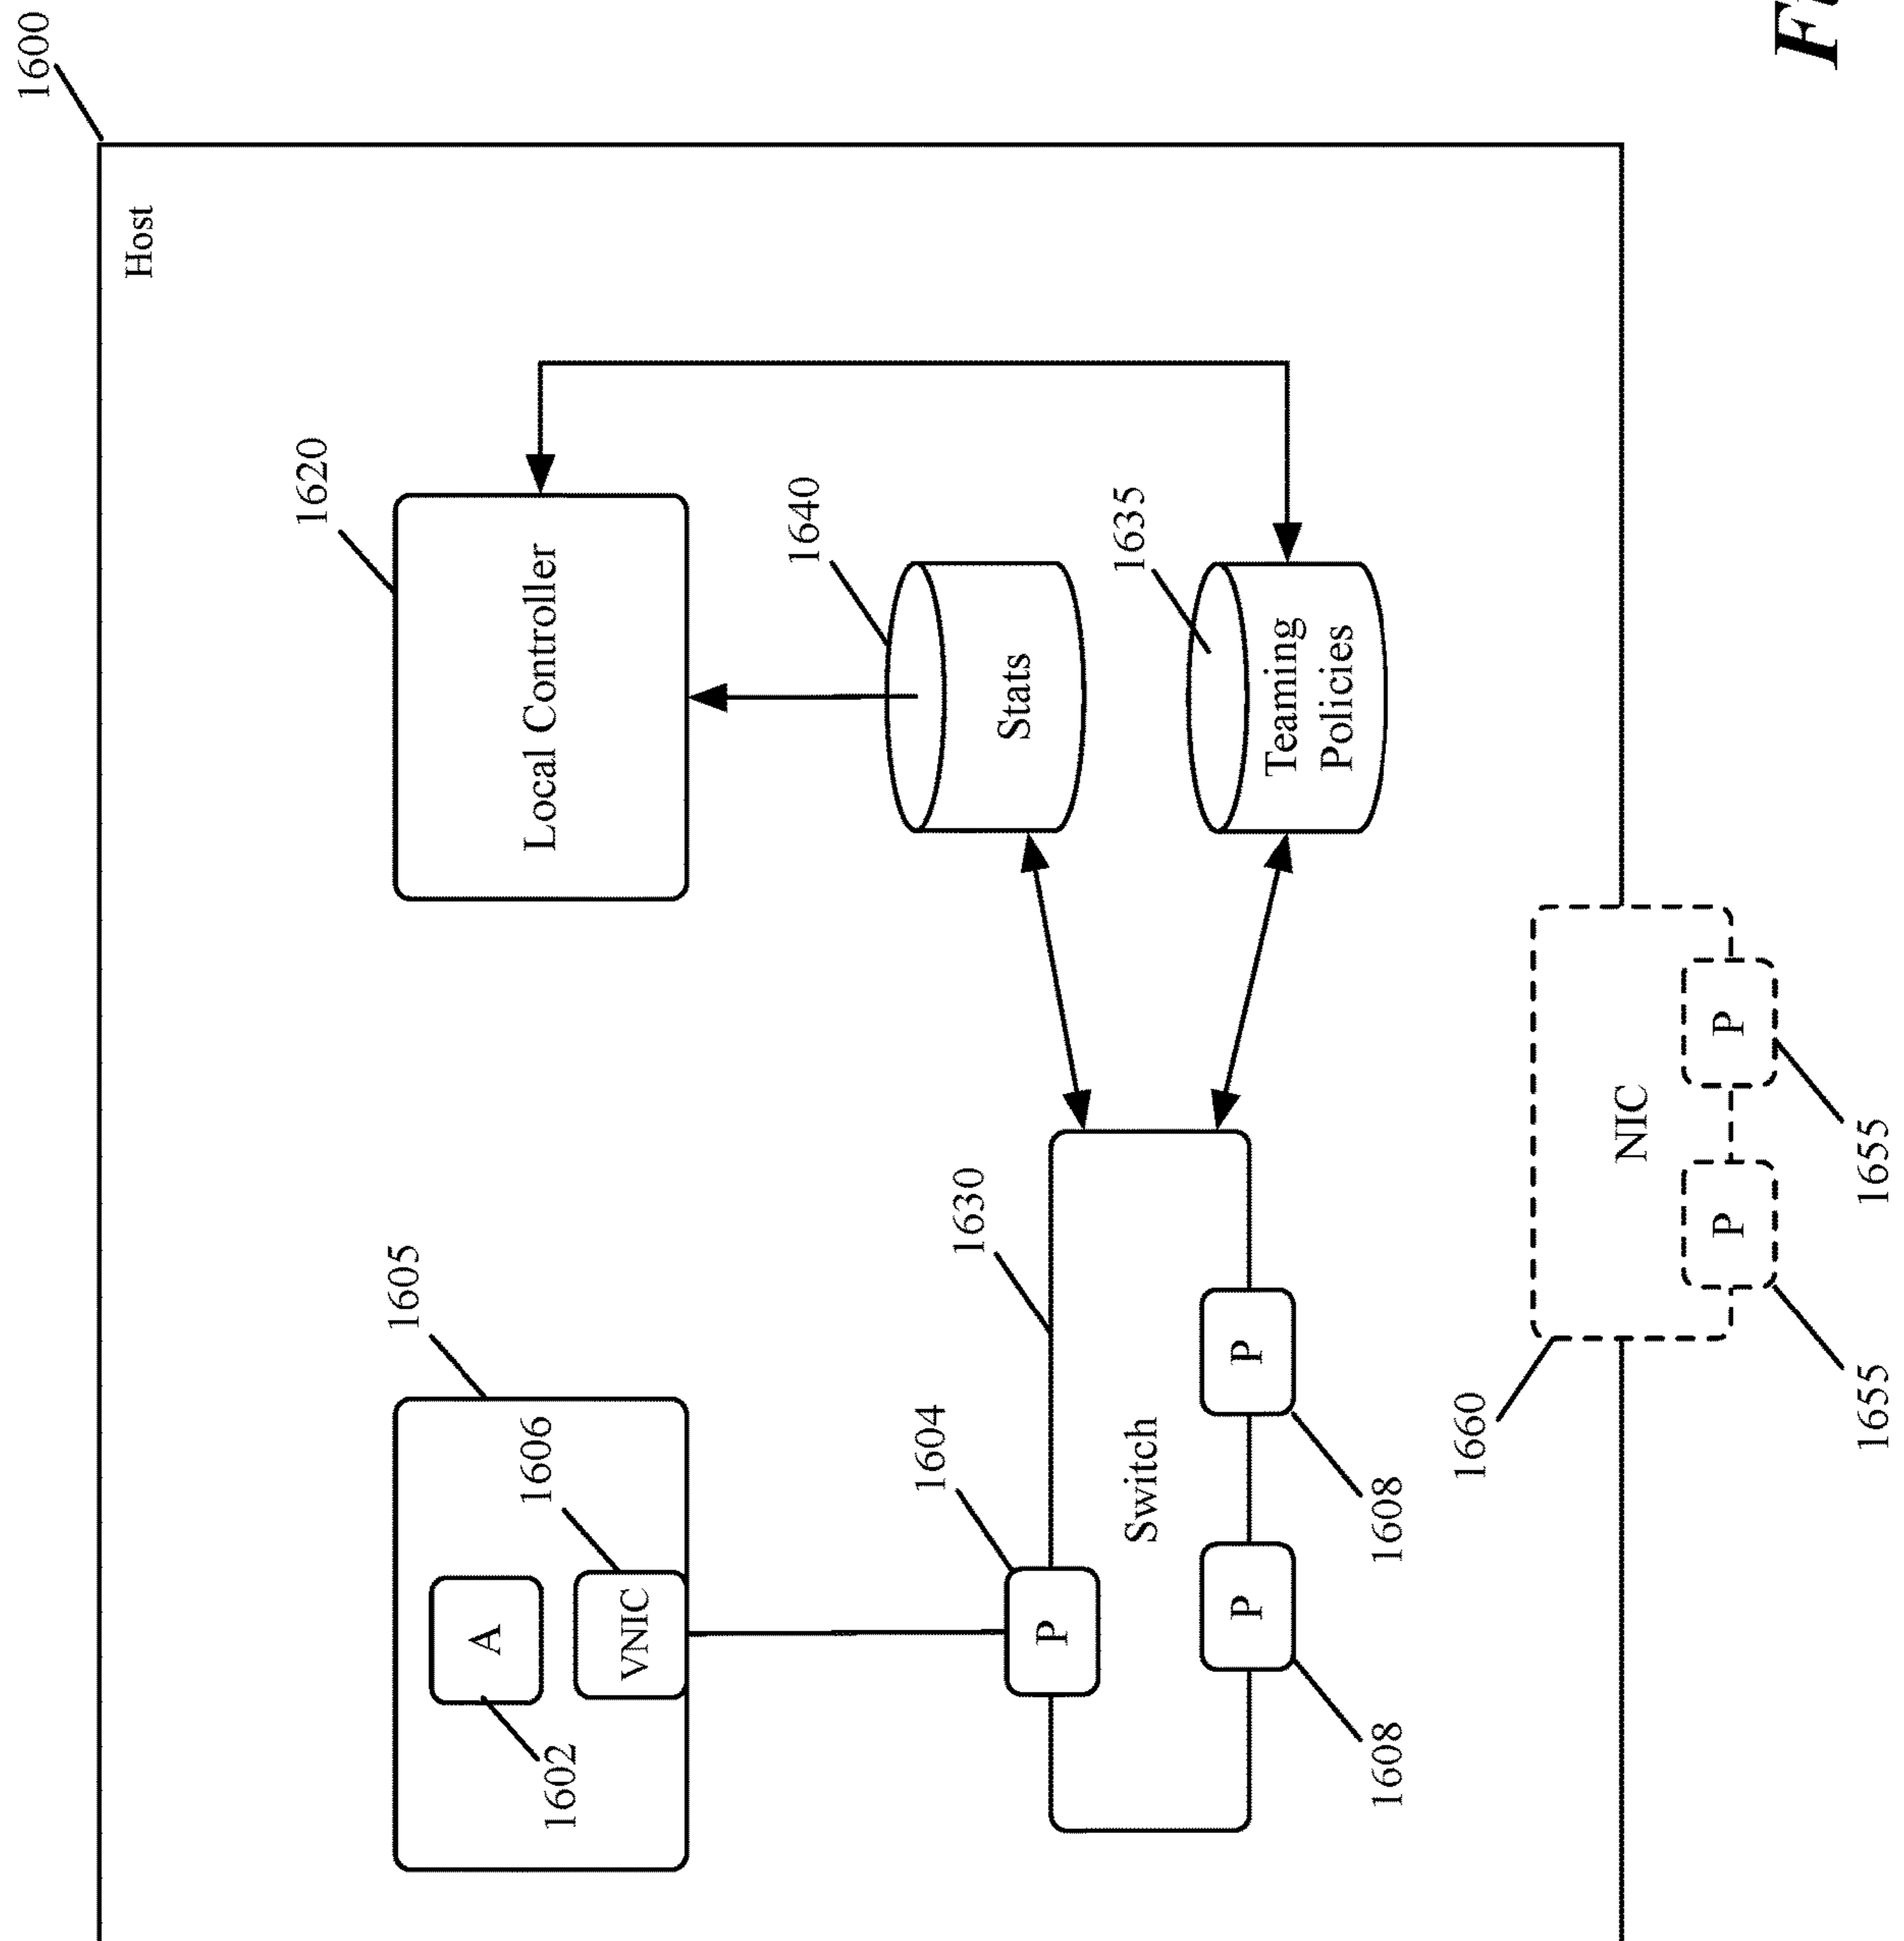 1600
Host
1620
1605
A
1606
Local Controller
1602
VNIC
1640
1604
1630
Stats
P
1635
Switch
P
P
Teaming
Policies
1608
1608
1660
NIC
P
P
1655
1655